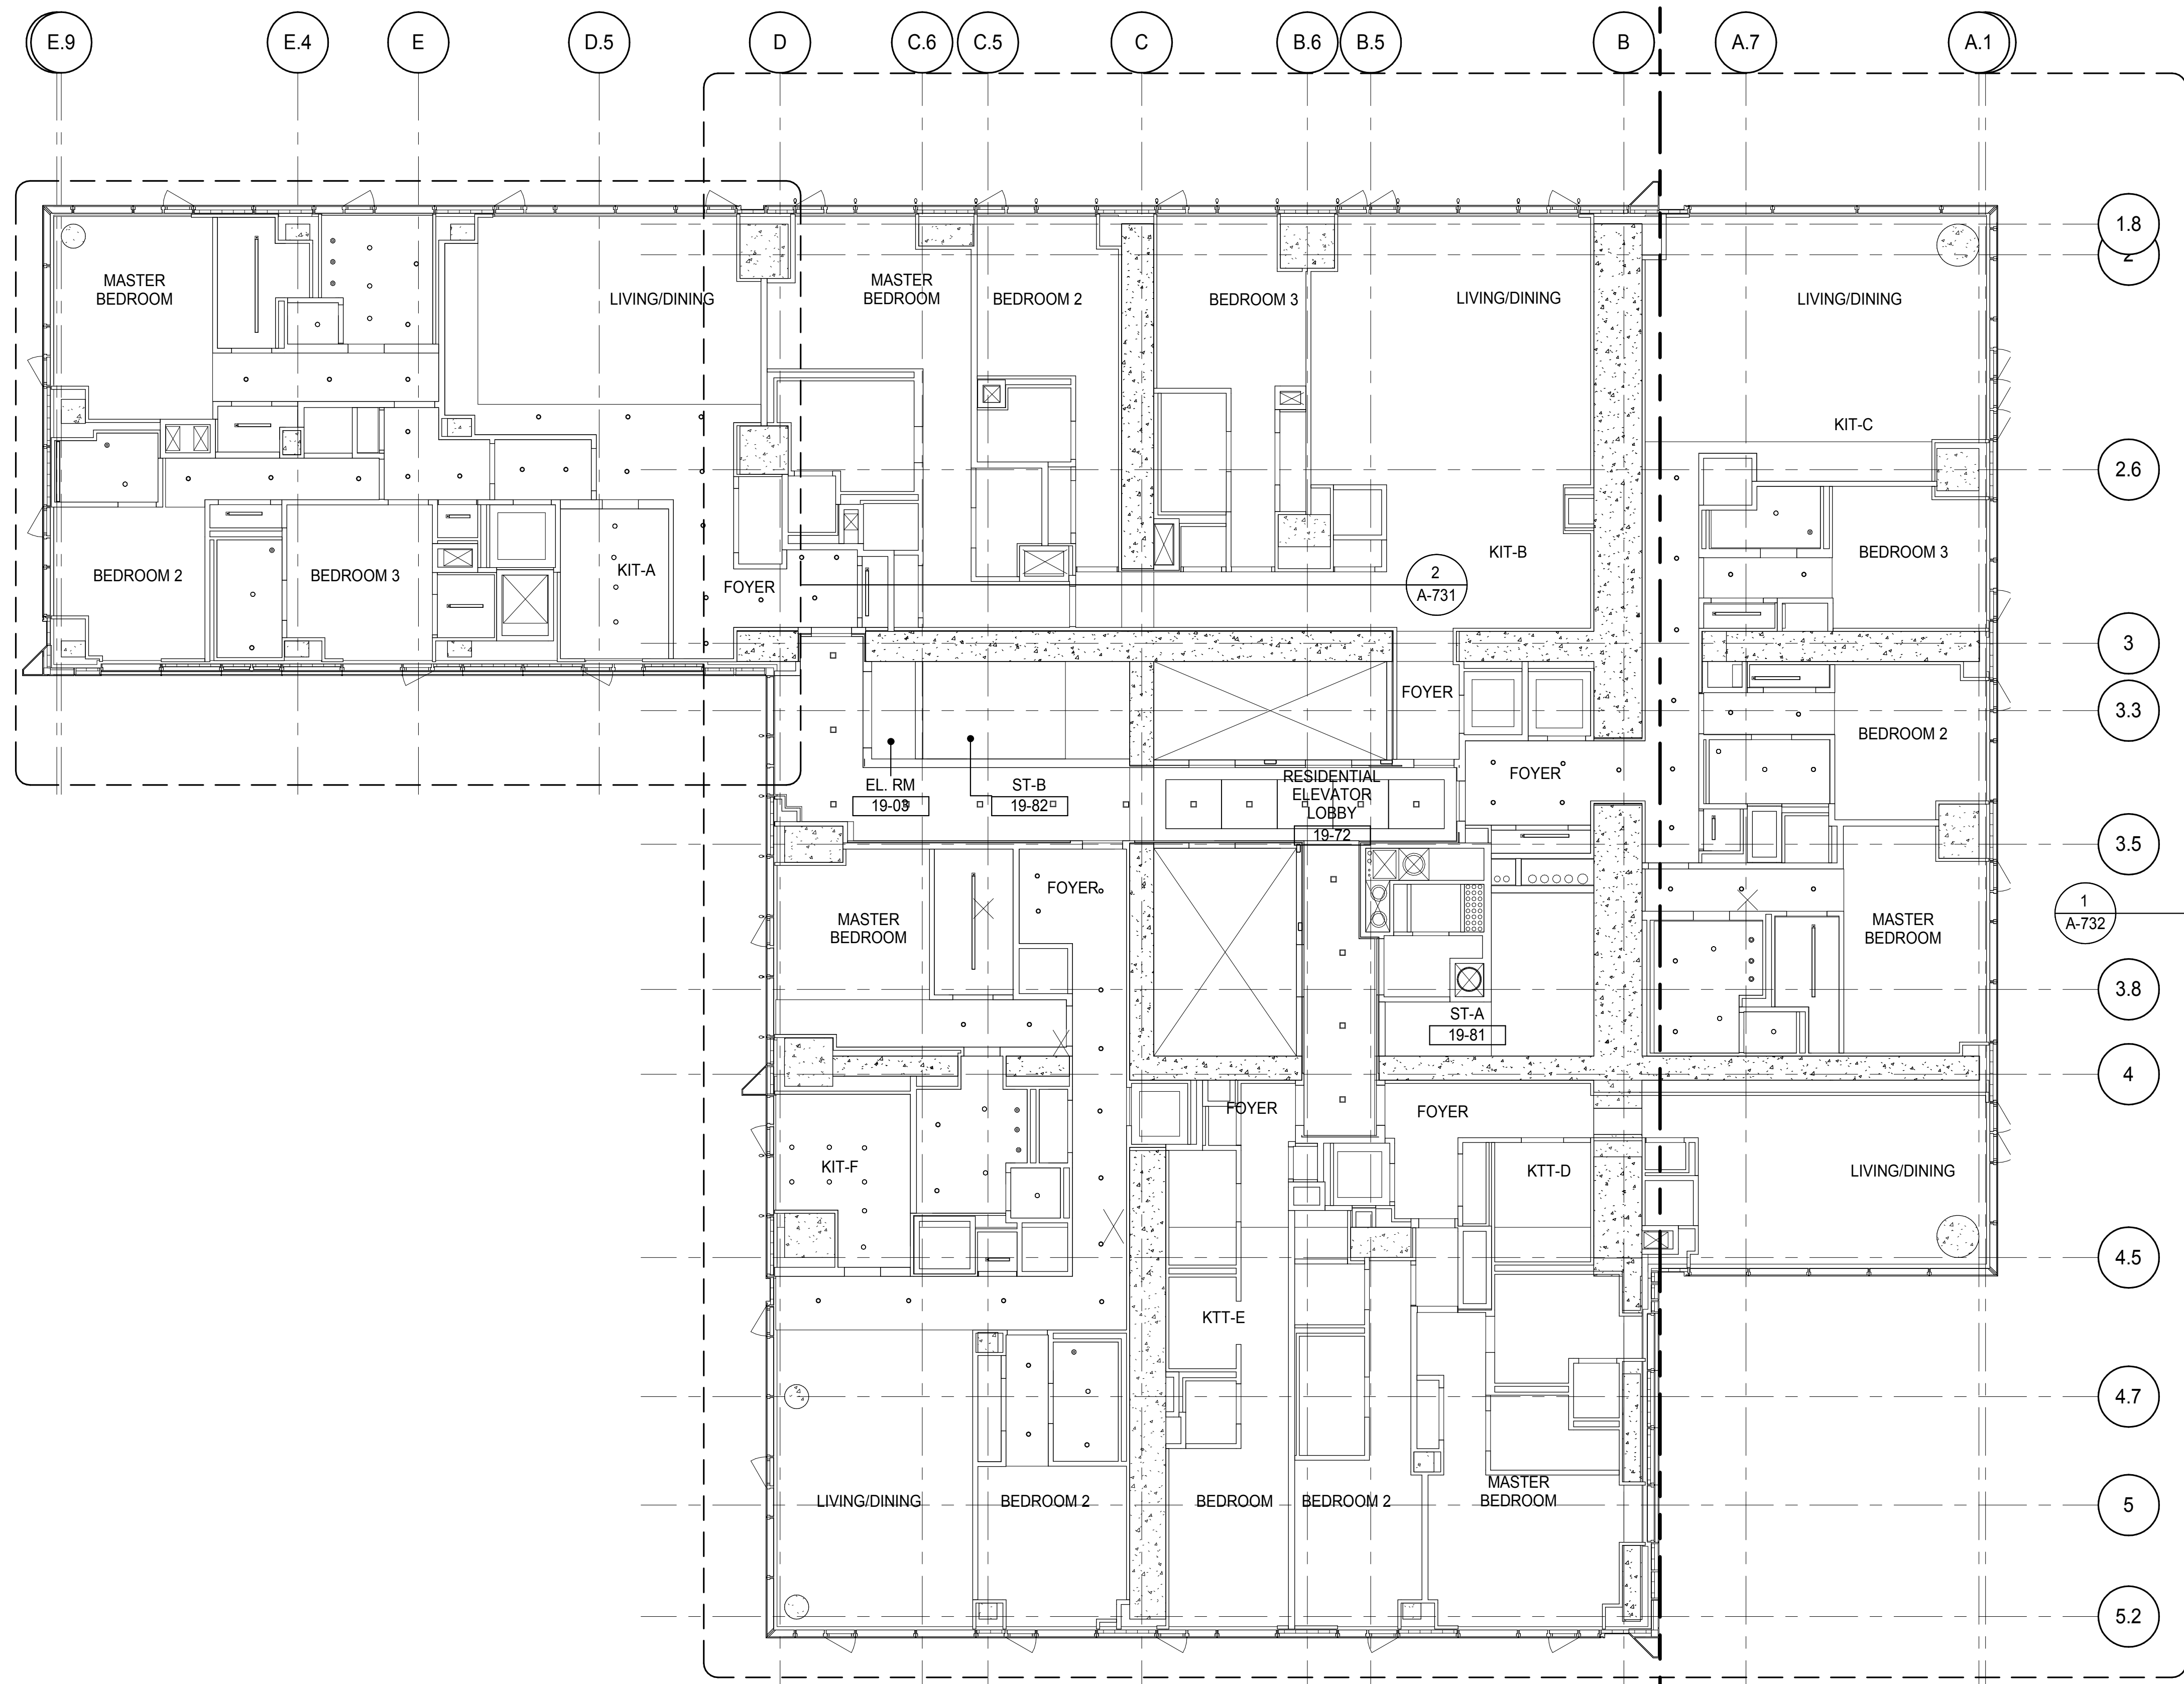 E.9
E.4
E
D.5
D
C.6
C.5
C
B.6
B.5
B
A.7
A.1
1.8
2
MASTER
BEDROOM
LIVING/DINING
MASTER
BEDROOM
BEDROOM 2
BEDROOM 3
LIVING/DINING
LIVING/DINING
KIT-C
2.6
BEDROOM 2
BEDROOM 3
KIT-A
FOYER
2
A-731
KIT-B
BEDROOM 3
3
FOYER
3.3
BEDROOM 2
EL. RM
19-03
ST-B
19-82
RESIDENTIAL
ELEVATOR
LOBBY
19-72
FOYER
3.5
FOYER
MASTER
BEDROOM
MASTER
BEDROOM
1
A-732
3.8
ST-A
19-81
4
FOYER
FOYER
KIT-F
KTT-D
LIVING/DINING
4.5
KTT-E
4.7
LIVING/DINING
BEDROOM 2
BEDROOM
BEDROOM 2
MASTER
BEDROOM
5
5.2